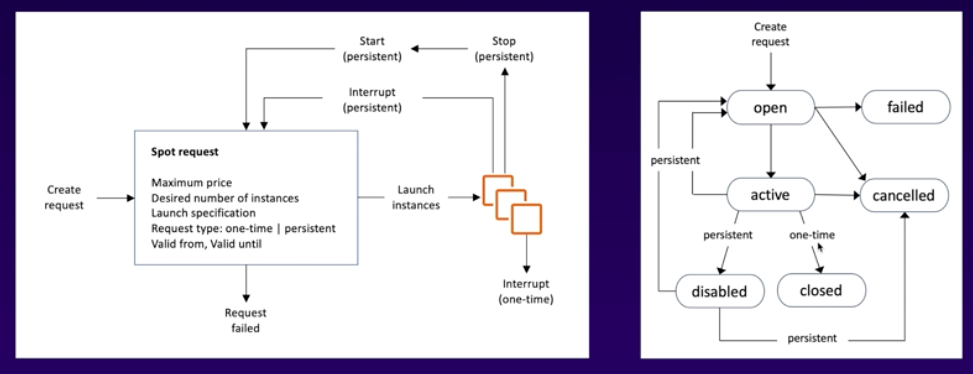 Start
(persistent)
Stop
(persistent)
Interrupt
(persistent)
Spot request
Maximum price
Desired number of instances
Launch specification
Request type: one-time | persistent
Valid from, Valid until
Create
request
Launch
instances
Interrupt
(one-time)
Request
failed
Create
request
open
failed
persistent
active
cancelled
persistent
one-time
disabled
closed
persistent